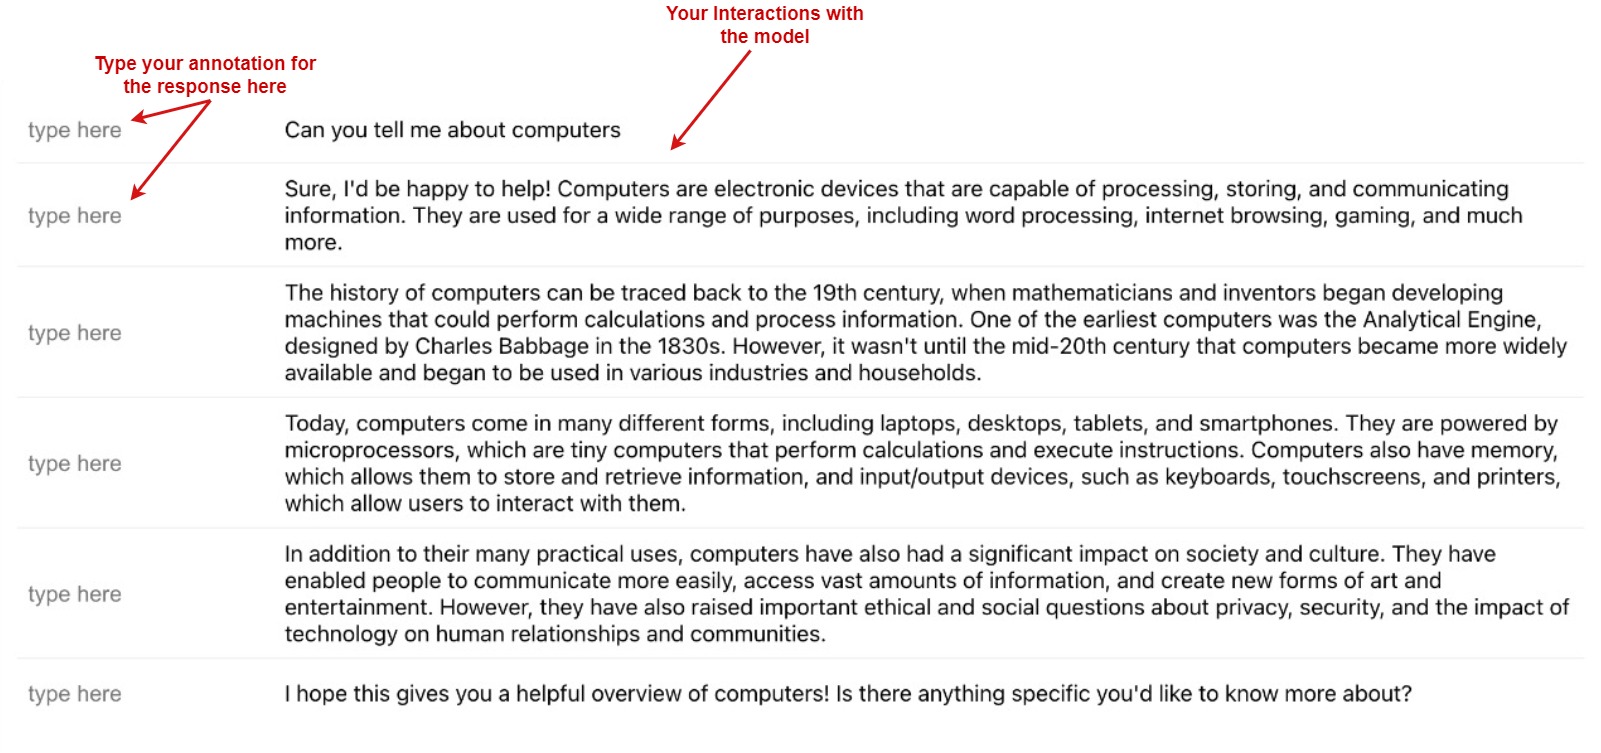 Your Interactions with
the model
Type your annotation for
the response here
type here
Can you tell me about computers
type here
Sure, I'd be happy to help! Computers are electronic devices that are capable of processing, storing, and communicating
information. They are used for a wide range of purposes, including word processing, internet browsing, gaming, and much
more.
type here
The history of computers can be traced back to the 19th century, when mathematicians and inventors began developing
machines that could perform calculations and process information. One of the earliest computers was the Analytical Engine,
designed by Charles Babbage in the 1830s. However, it wasn't until the mid-20th century that computers became more widely
available and began to be used in various industries and households.
type here
Today, computers come in many different forms, including laptops, desktops, tablets, and smartphones. They are powered by
microprocessors, which are tiny computers that perform calculations and execute instructions. Computers also have memory,
which allows them to store and retrieve information, and input/output devices, such as keyboards, touchscreens, and printers,
which allow users to interact with them.
type here
In addition to their many practical uses, computers have also had a significant impact on society and culture. They have
enabled people to communicate more easily, access vast amounts of information, and create new forms of art and
entertainment. However, they have also raised important ethical and social questions about privacy, security, and the impact of
technology on human relationships and communities.
type here
I hope this gives you a helpful overview of computers! Is there anything specific you'd like to know more about?